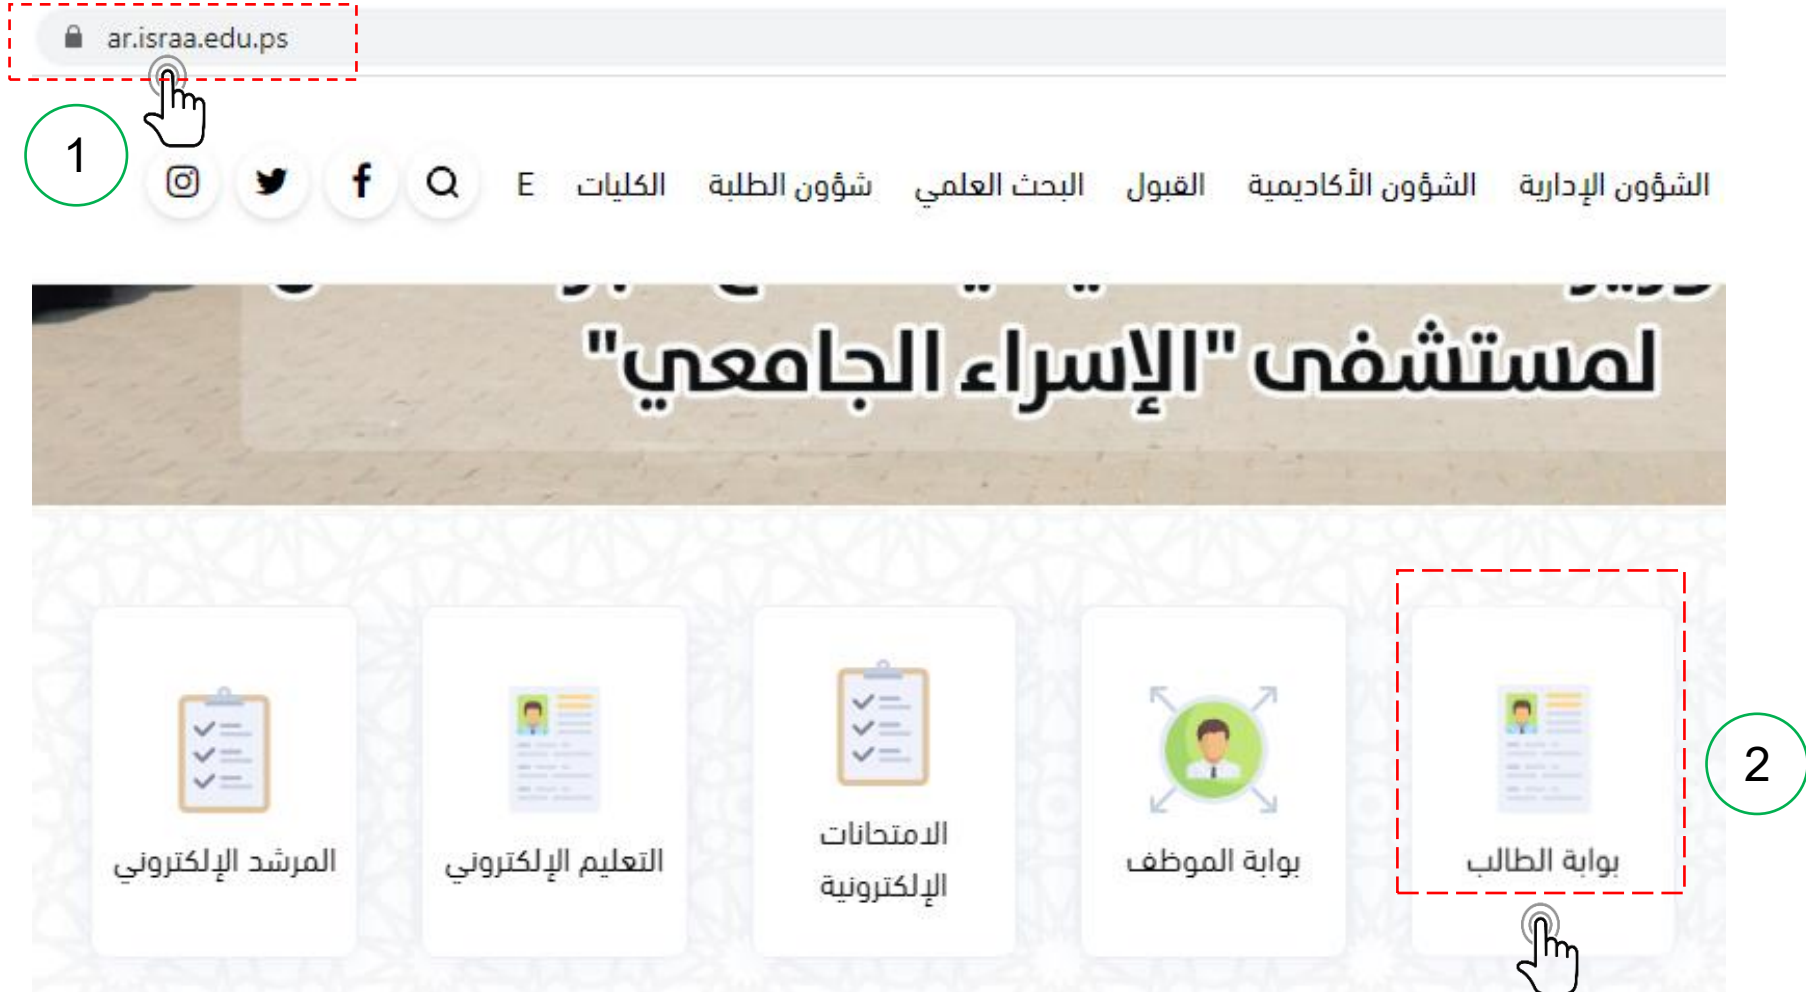 ar.israa.edu.ps
1
الشؤون الإدارية الشؤون الأكاديمية القبول البحث العلمي شؤون الطلبة الكليات E
لمستشفى "الإسراء الجامعي"
2
بوابة الطالب
بوابة الموظف
الامتحانات
الإلكترونية
التعليم الإلكتروني
المرشد الإلكتروني